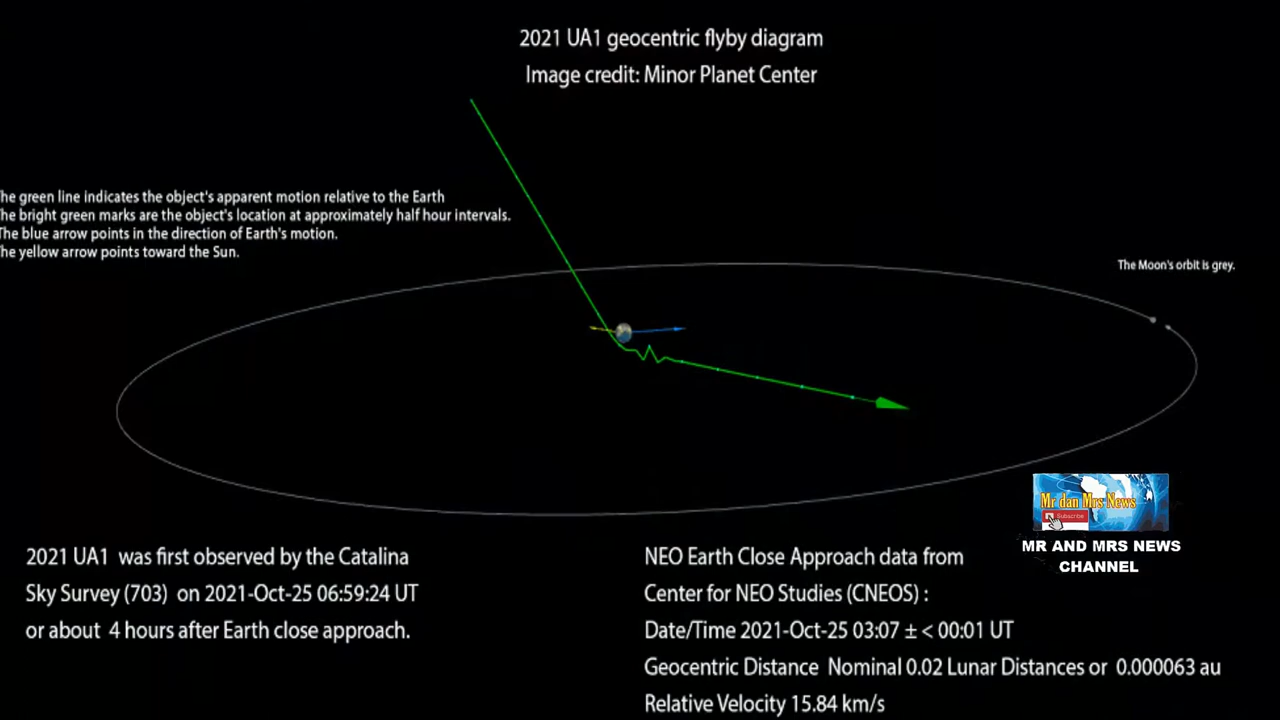 2021 UA1 geocentric flyby diagram
Image credit: Minor Planet Center
he green line indicates the object's apparent motion relative to the Earth
he bright green marks are the object's location at approximately half hour intervals.
The blue arrow points in the direction of Earth's motion.
he yellow arrow points toward the Sun.
The Moon's orbit is grey.
Mr dan Mrs News
Subscribe
MR AND MRS NEWS
CHANNEL
2021 UA1 was first observed by the Catalina
Sky Survey (703) on 2021-Oct-25 06:59:24 UT
or about 4 hours after Earth close approach.
NEO Earth Close Approach data from
Center for NEO Studies (CNEOS) :
Date/Time 2021-Oct-25 03:07 ± < 00:01 UT
Geocentric Distance Nominal 0.02 Lunar Distances or 0.000063 au
Relative Velocity 15.84 km/s